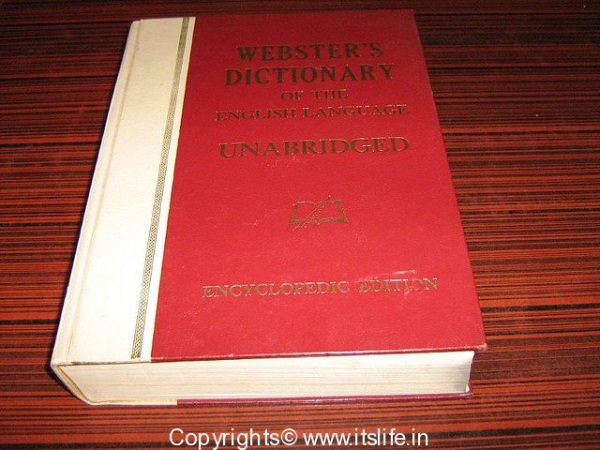 WEBSTER'S
DICTIONARY
OF THE
ENGLISH LANGUAGE
UNABRIDGED
ENCYCLOPEDIC EDITION
Copyrights© www.itslife.in